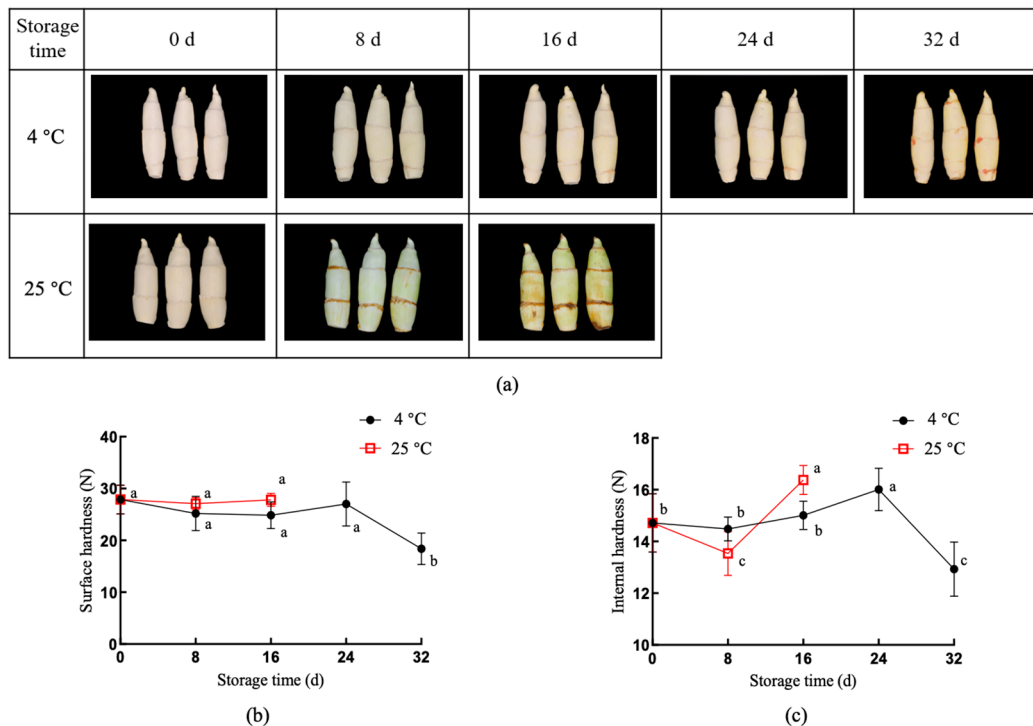 Storage
time
0 d
8 d
16 d
24 d
32 d
4 °C
25 °C
(a)
4 °C
25 °C
40
30
20
10
0
Surface hardness (N)
a
a
a
a
a
a
b
0
8
16
24
32
Storage time (d)
(b)
4 °C
25 °C
18
16
14
12
10
Internal hardness (N)
b
b
c
a
b
a
c
0
8
16
24
32
Storage time (d)
(c)